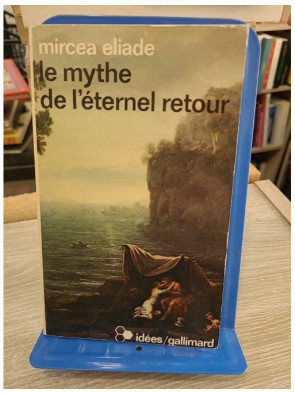 mircea eliade
le mythe
de l'éternel retour
idées/gallimard